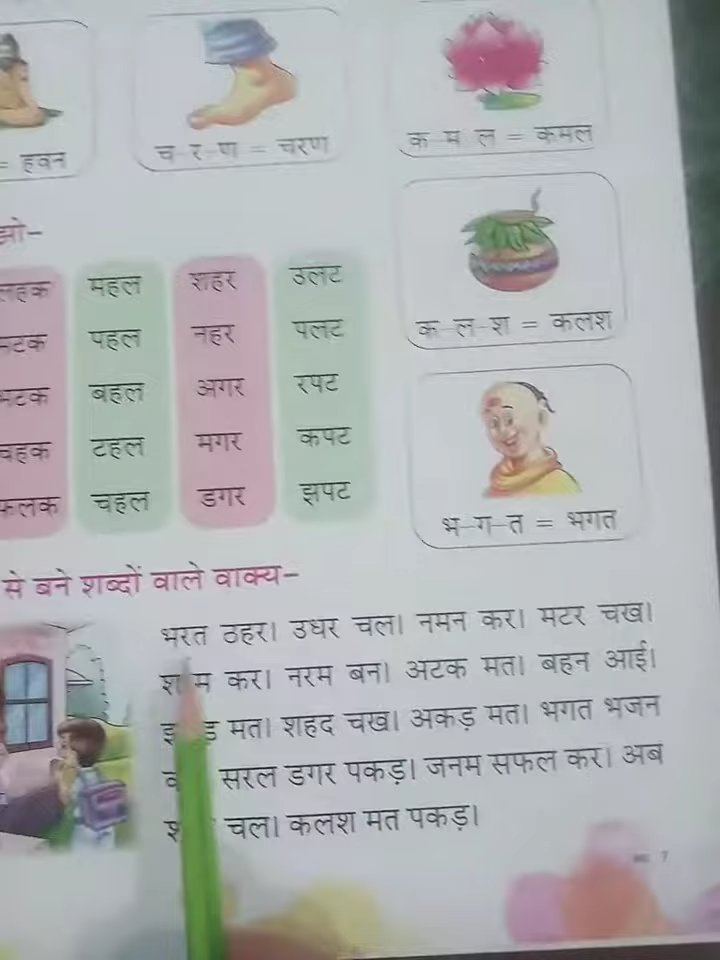 = हवन
च-र-ण = चरण
क-म-ल = कमल
क-ल-श = कलश
भ-ग-त = भगत
महल शहर उलट
पहल नहर पलट
बहल अगर रपट
टहल मगर कपट
चहल डगर झपट
से बने शब्दों वाले वाक्य-
भरत ठहर। उधर चल। नमन कर। मटर चख।
कर। नरम बन। अटक मत। बहन आई।
मत। शहद चख। अकड़ मत। भगत भजन
सरल डगर पकड़। जनम सफल कर। अब
चल। कलश मत पकड़।
7